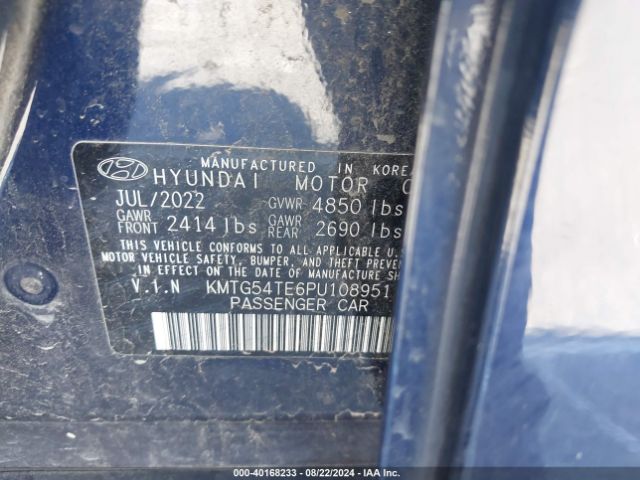 MANUFACTURED IN KOREA
HYUNDAI MOTOR C
JUL/2022 GVWR 4850 lbs
GAWR FRONT 2414 lbs GAWR REAR 2690 lbs
THIS VEHICLE CONFORMS TO ALL APPLICABLE U.S
MOTOR VEHICLE SAFETY, BUMPER, AND THEFT PREVEN
IN EFFECT ON THE DATE OF MANUFACTURE SH
V.I.N KMTG54TE6PU108951
PASSENGER CAR
000-40168233 - 08/22/2024 - IAA Inc.